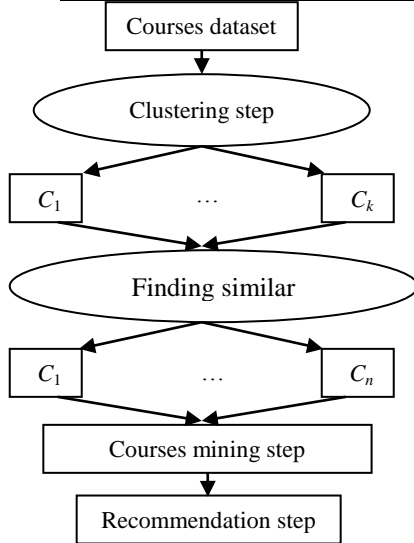 Courses dataset
Clustering step
C1 … Ck
Finding similar
C1 … Cn
Courses mining step
Recommendation step